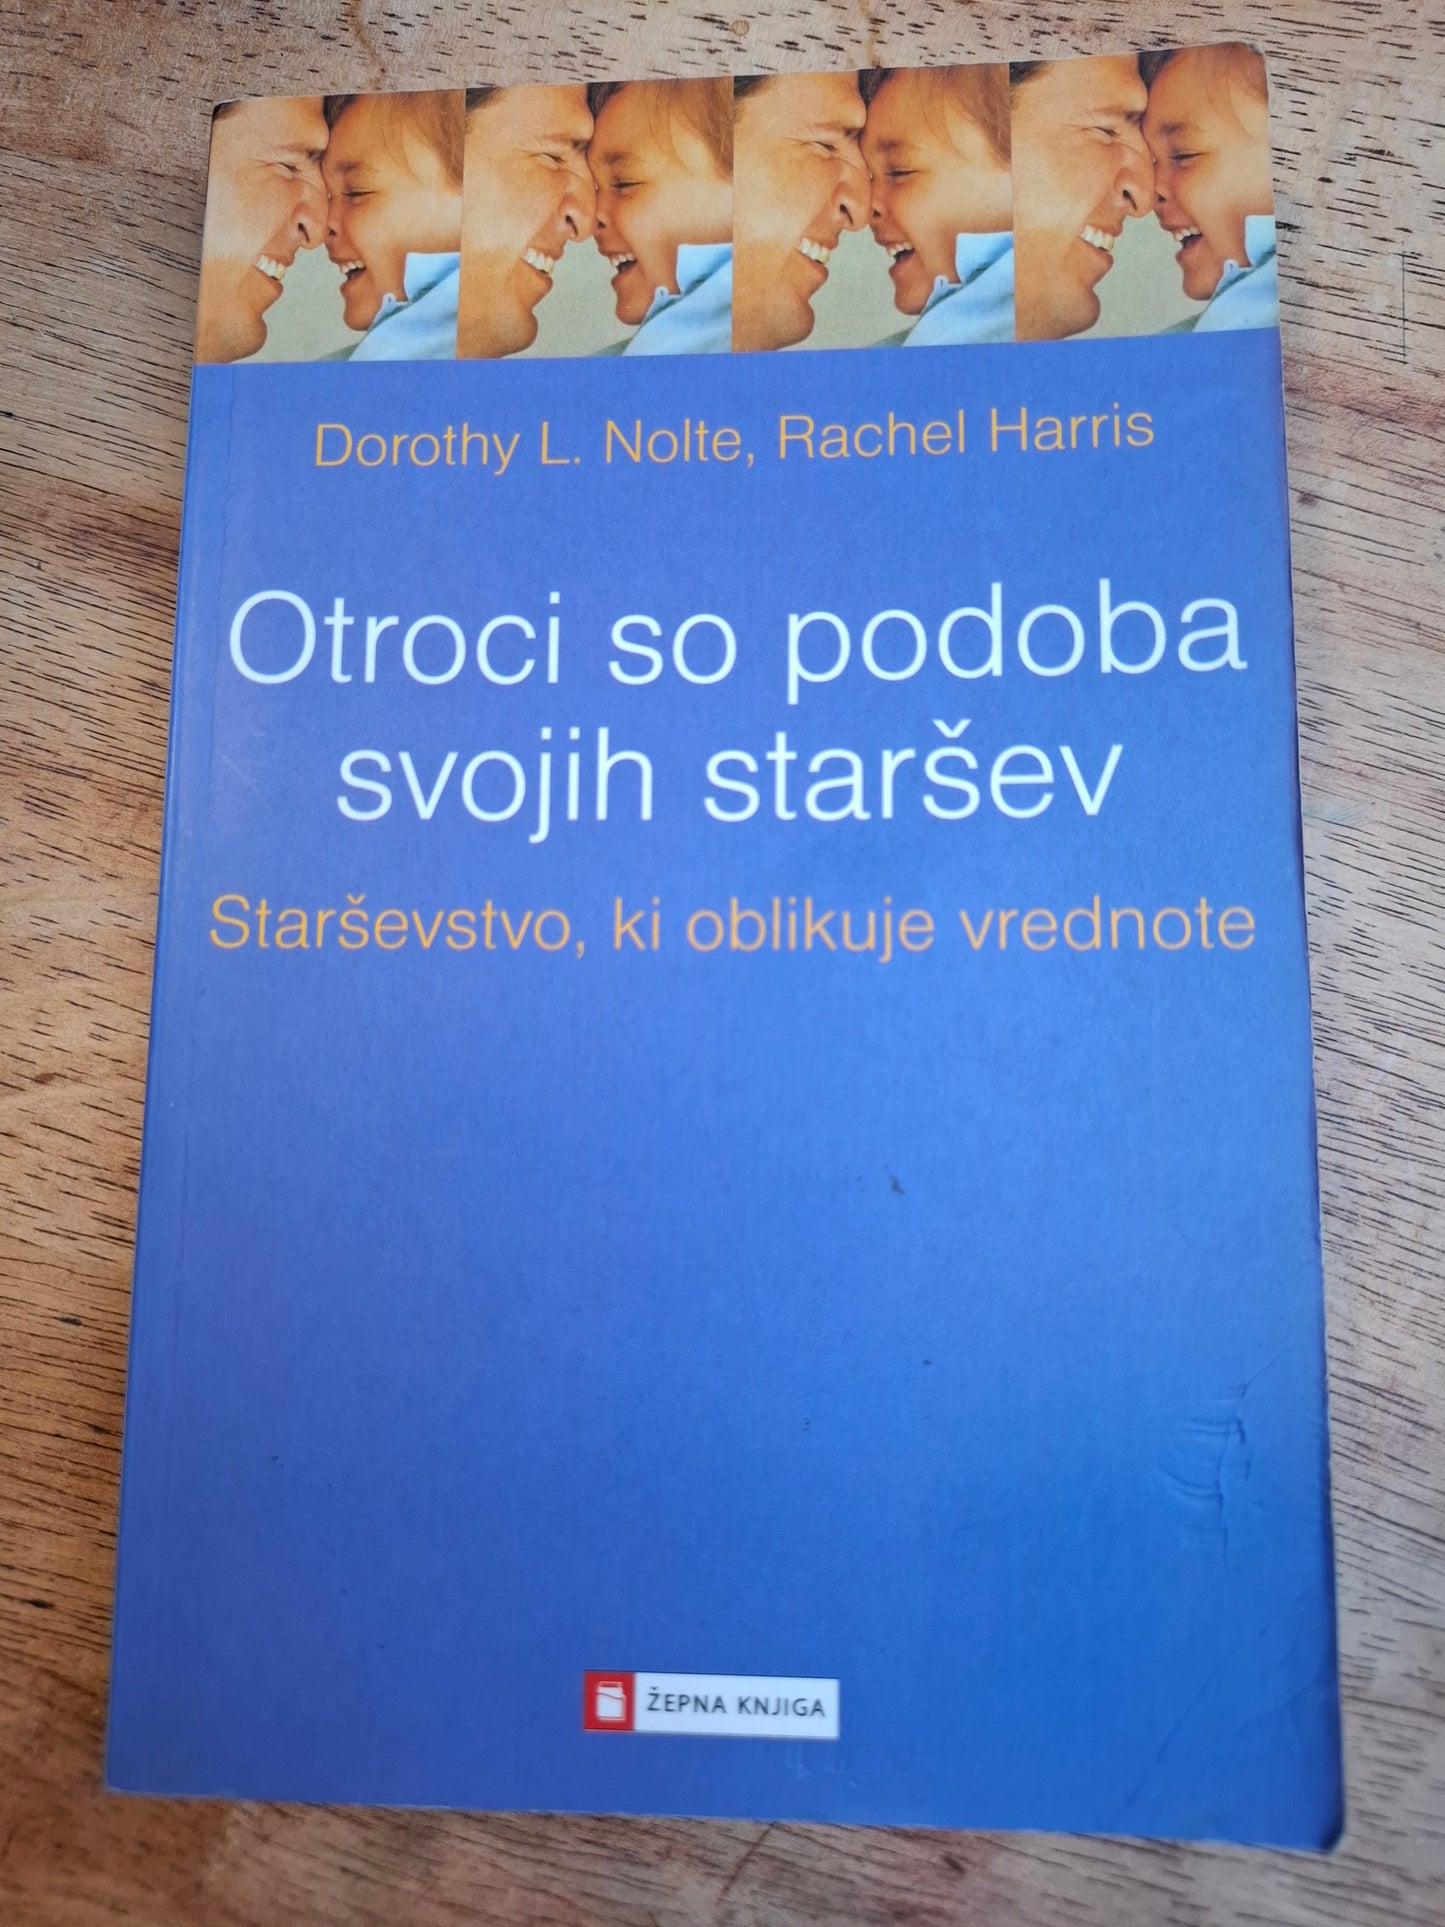 Dorothy L. Nolte, Rachel Harris
Otroci so podoba
svojih staršev
Starševstvo, ki oblikuje vrednote
ŽEPNA KNJIGA